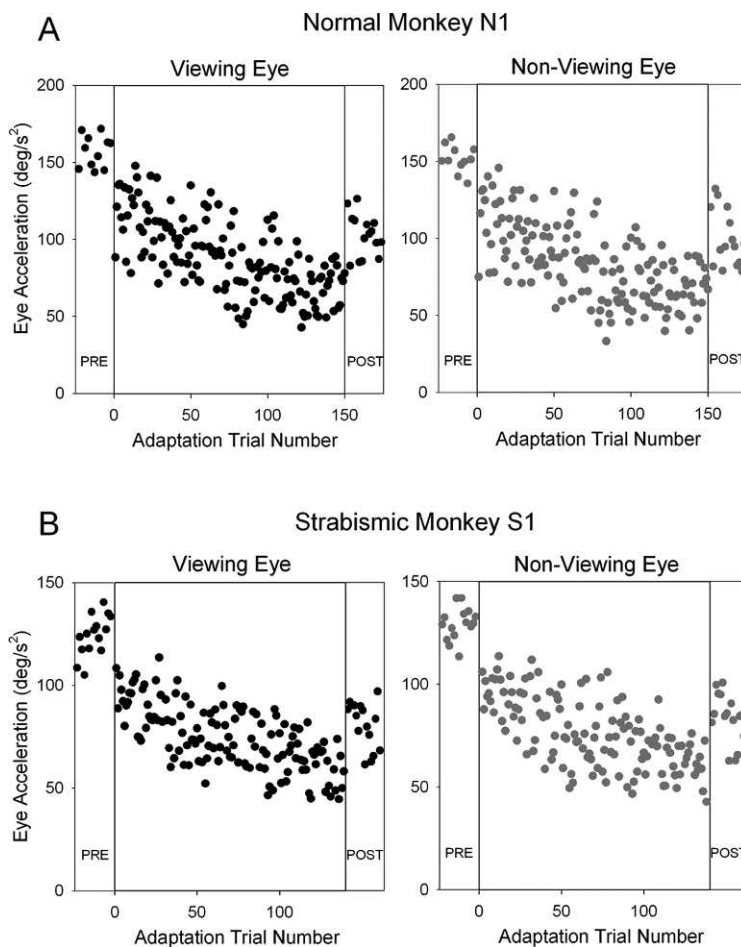 A
Normal Monkey N1
Viewing Eye
Non-Viewing Eye
Eye Acceleration (deg/s²)
200
150
100
50
0
PRE
POST
0
50
100
150
Adaptation Trial Number
200
150
100
50
0
PRE
POST
0
50
100
150
Adaptation Trial Number
B
Strabismic Monkey S1
Viewing Eye
Non-Viewing Eye
Eye Acceleration (deg/s²)
150
100
50
0
PRE
POST
0
50
100
Adaptation Trial Number
150
100
50
0
PRE
POST
0
50
100
Adaptation Trial Number